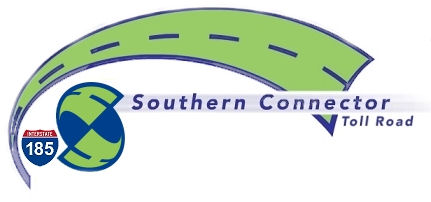 Southern Connector
Toll Road
INTERSTATE
185